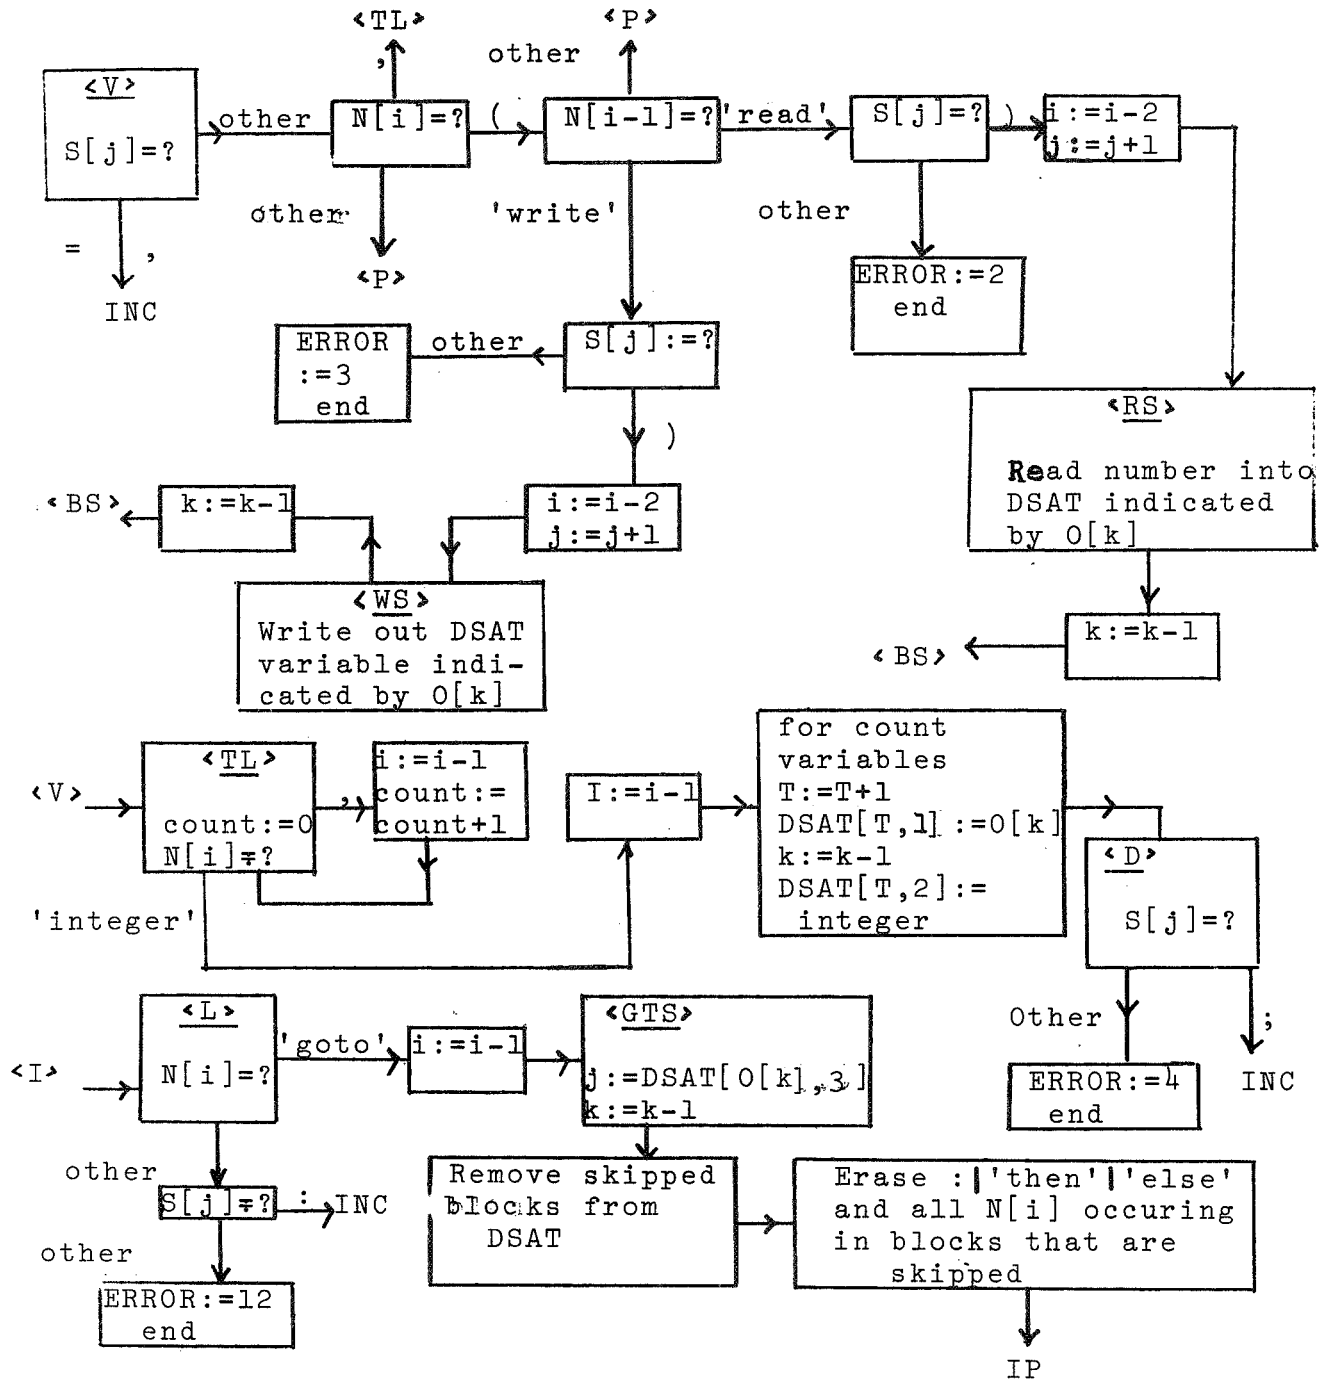 <TL>
<P>
other
,
<V>
S[j]=?
other
N[i]=?
(
N[i-1]=?
'read'
S[j]=?
)
i:=i-2
j:=j+1
=
,
INC
other
<P>
'write'
other
ERROR:=2
end
ERROR
:=3
end
other
S[j]:=?
)
<RS>
Read number into
DSAT indicated
by O[k]
<BS>
k:=k-1
i:=i-2
j:=j+1
<WS>
Write out DSAT
variable indi-
cated by O[k]
k:=k-1
<BS>
<V>
<TL>
count:=0
N[i]=?
,
i:=i-1
count:=
count+1
'integer'
I:=i-1
for count
variables
T:=T+1
DSAT[T,1]:=O[k]
k:=k-1
DSAT[T,2]:=
integer
<D>
S[j]=?
Other
;
ERROR:=4
end
INC
<I>
<L>
N[i]=?
'goto'
i:=i-1
<GTS>
j:=DSAT[O[k],3]
k:=k-1
other
S[j]=?
:
INC
other
ERROR:=12
end
Remove skipped
blocks from
DSAT
Erase :|'then'|'else'
and all N[i] occuring
in blocks that are
skipped
IP